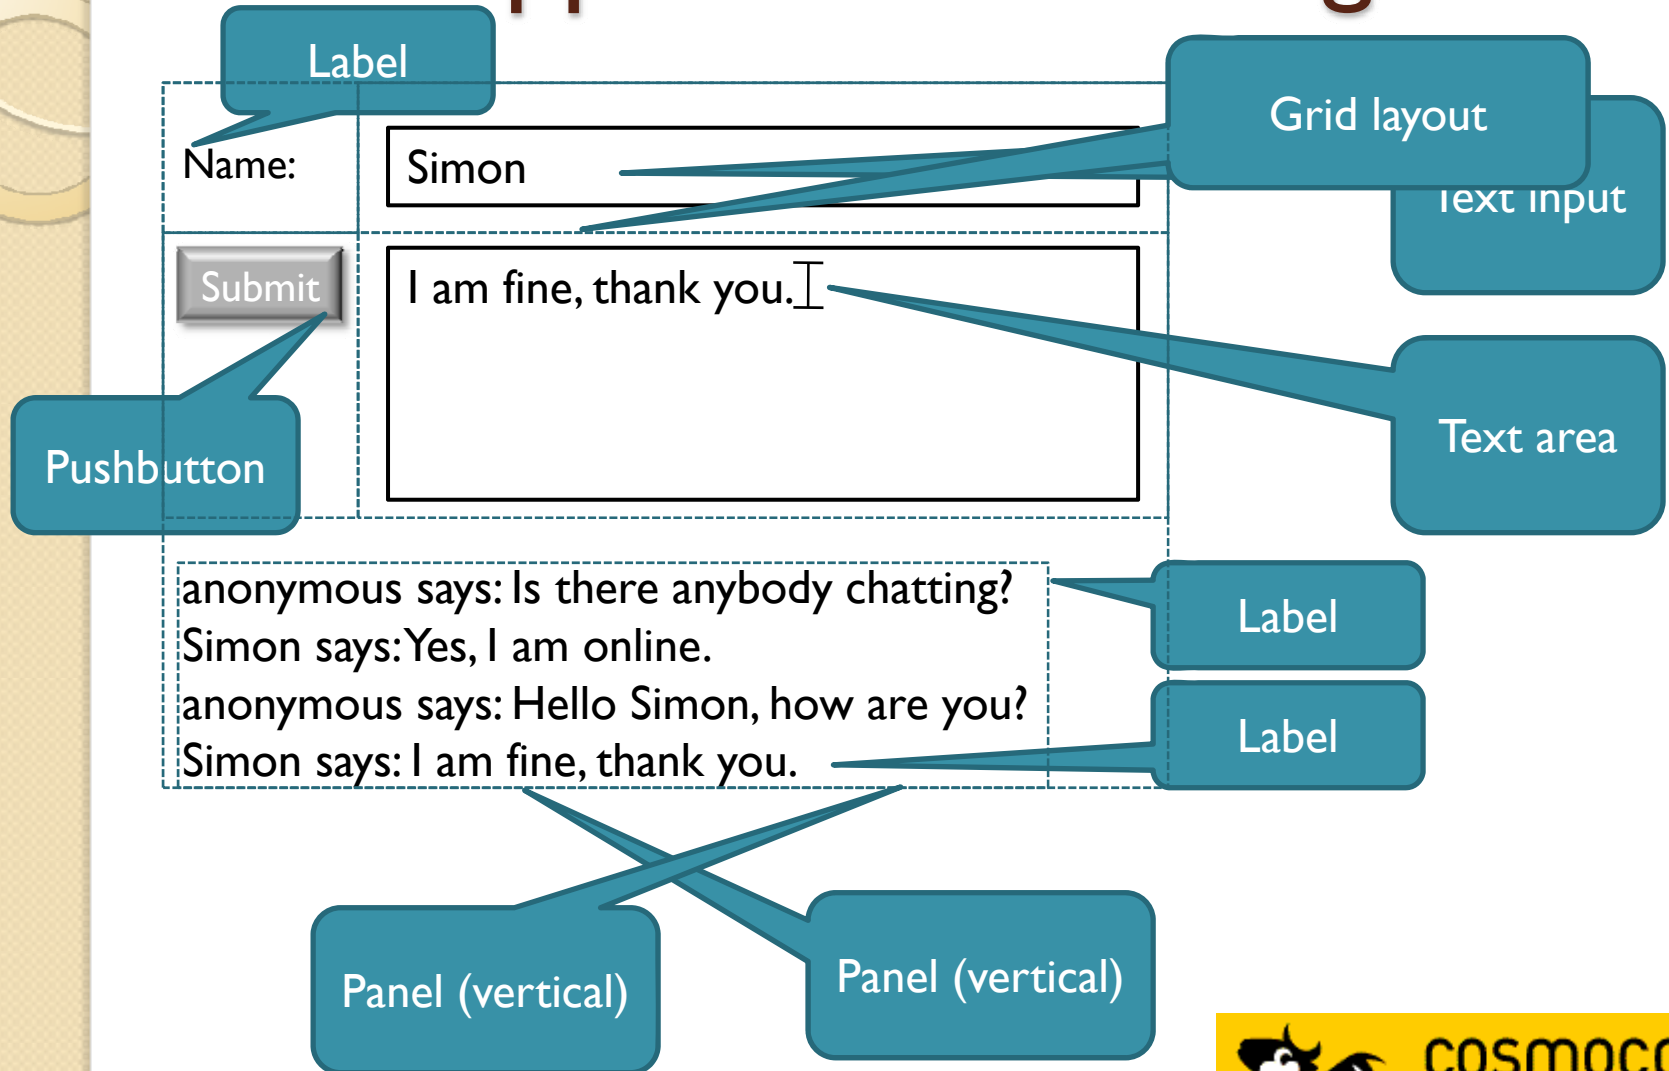 Label
Grid layout
Text input
Name:
Simon
Submit
I am fine, thank you.
Pushbutton
Text area
anonymous says: Is there anybody chatting?
Simon says: Yes, I am online.
anonymous says: Hello Simon, how are you?
Simon says: I am fine, thank you.
Label
Label
Panel (vertical)
Panel (vertical)